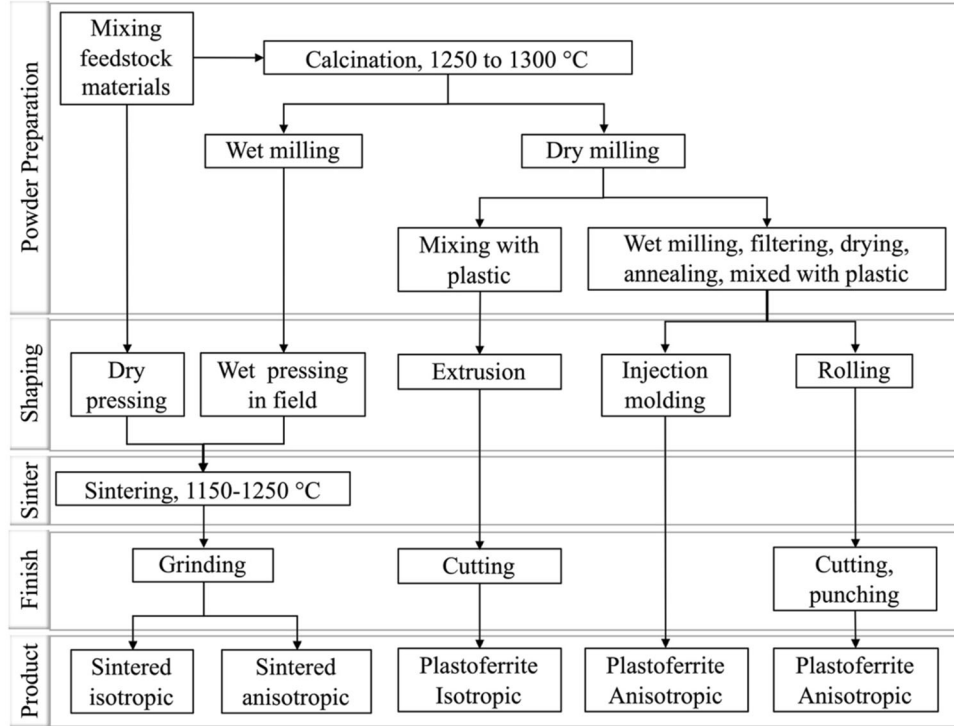 Powder Preparation
Mixing
feedstock
materials
Calcination, 1250 to 1300 °C
Wet milling
Dry milling
Mixing with
plastic
Wet milling, filtering, drying,
annealing, mixed with plastic
Shaping
Dry
pressing
Wet pressing
in field
Extrusion
Injection
molding
Rolling
Sinter
Sintering, 1150-1250 °C
Finish
Grinding
Cutting
Cutting,
punching
Product
Sintered
isotropic
Sintered
anisotropic
Plastoferrite
Isotropic
Plastoferrite
Anisotropic
Plastoferrite
Anisotropic